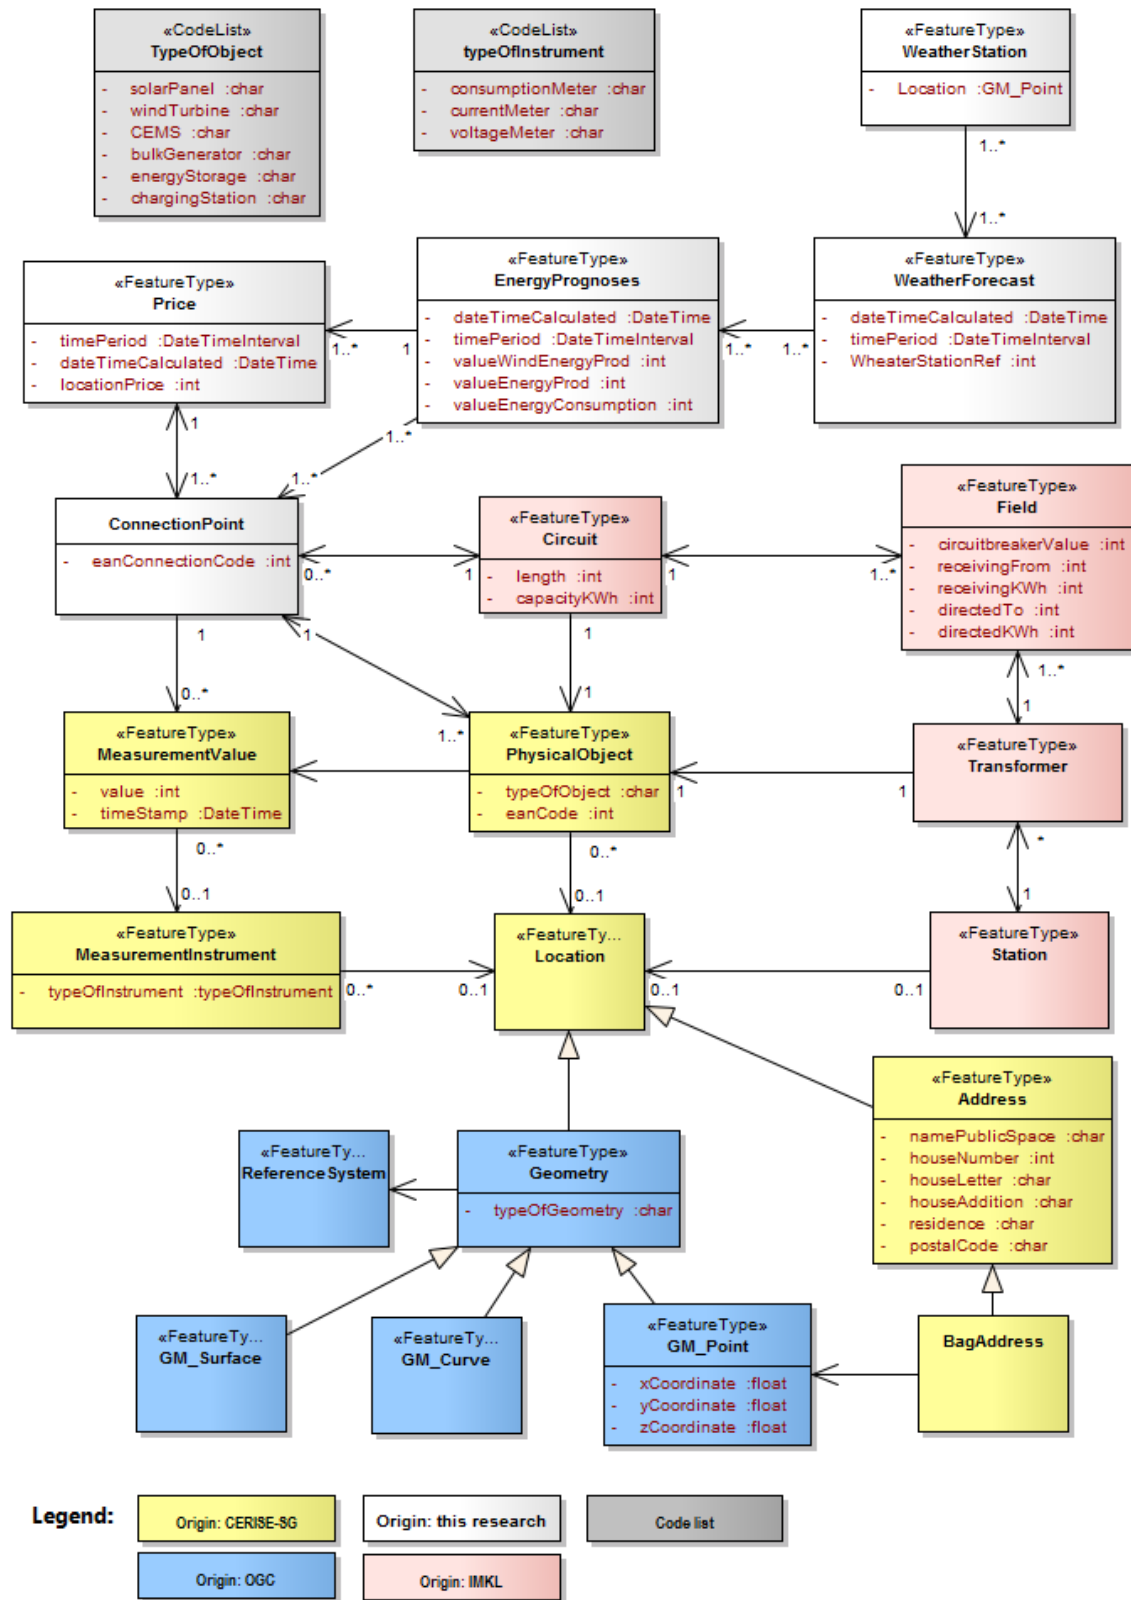 «CodeList»
TypeOfObject
- solarPanel :char
- windTurbine :char
- CEMS :char
- bulkGenerator :char
- energyStorage :char
- chargingStation :char
«CodeList»
typeOfInstrument
- consumptionMeter :char
- currentMeter :char
- voltageMeter :char
«FeatureType»
WeatherStation
- Location :GM_Point
1..*
1..*
«FeatureType»
Price
- timePeriod :DateTimeInterval
- dateTimeCalculated :DateTime
- locationPrice :int
«FeatureType»
EnergyPrognoses
- dateTimeCalculated :DateTime
- timePeriod :DateTimeInterval
- valueWindEnergyProd :int
- valueEnergyProd :int
- valueEnergyConsumption :int
«FeatureType»
WeatherForecast
- dateTimeCalculated :DateTime
- timePeriod :DateTimeInterval
- WheaterStationRef :int
1..*
1
1..*
1..*
1
1..*
1..*
1..*
ConnectionPoint
- eanConnectionCode :int
«FeatureType»
Circuit
- length :int
- capacityKWh :int
«FeatureType»
Field
- circuitbreakerValue :int
- receivingFrom :int
- receivingKWh :int
- directedTo :int
- directedKWh :int
0..*
1
1
1..*
1
1
1
1..*
0..*
1..*
1
1
«FeatureType»
MeasurementValue
- value :int
- timeStamp :DateTime
«FeatureType»
PhysicalObject
- typeOfObject :char
- eanCode :int
«FeatureType»
Transformer
1
1
0..*
0..1
0..*
0..1
*
1
«FeatureType»
MeasurementInstrument
- typeOfInstrument :typeOfInstrument
«FeatureTy...
Location
«FeatureType»
Station
0..*
0..1
0..1
0..1
«FeatureType»
Address
- namePublicSpace :char
- houseNumber :int
- houseLetter :char
- houseAddition :char
- residence :char
- postalCode :char
«FeatureTy...
ReferenceSystem
«FeatureType»
Geometry
- typeOfGeometry :char
«FeatureTy...
GM_Surface
«FeatureTy...
GM_Curve
«FeatureType»
GM_Point
- xCoordinate :float
- yCoordinate :float
- zCoordinate :float
BagAddress
Legend:
Origin: CERISE-SG
Origin: this research
Code list
Origin: OGC
Origin: IMKL